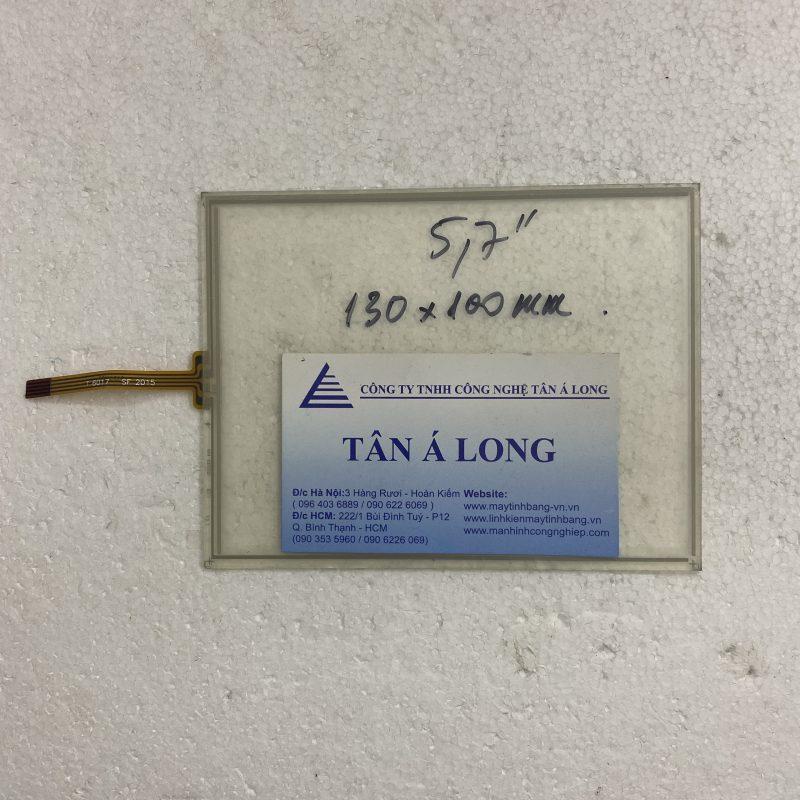 5,7"
130 x 100 mm .
T 6017 SF 2015
CÔNG TY TNHH CÔNG NGHỆ TÂN Á LONG
TÂN Á LONG
Đ/c Hà Nội:3 Hàng Rươi - Hoàn Kiếm
( 096 403 6889 / 090 622 6069 )
Đ/c HCM: 222/1 Bùi Đình Tuý - P12
Q. Bình Thạnh - HCM
(090 353 5960 / 090 6226 069)
Website:
www.maytinhbang-vn.vn
www.linhkienmaytinhbang.vn
www.manhinhcongnghiep.com